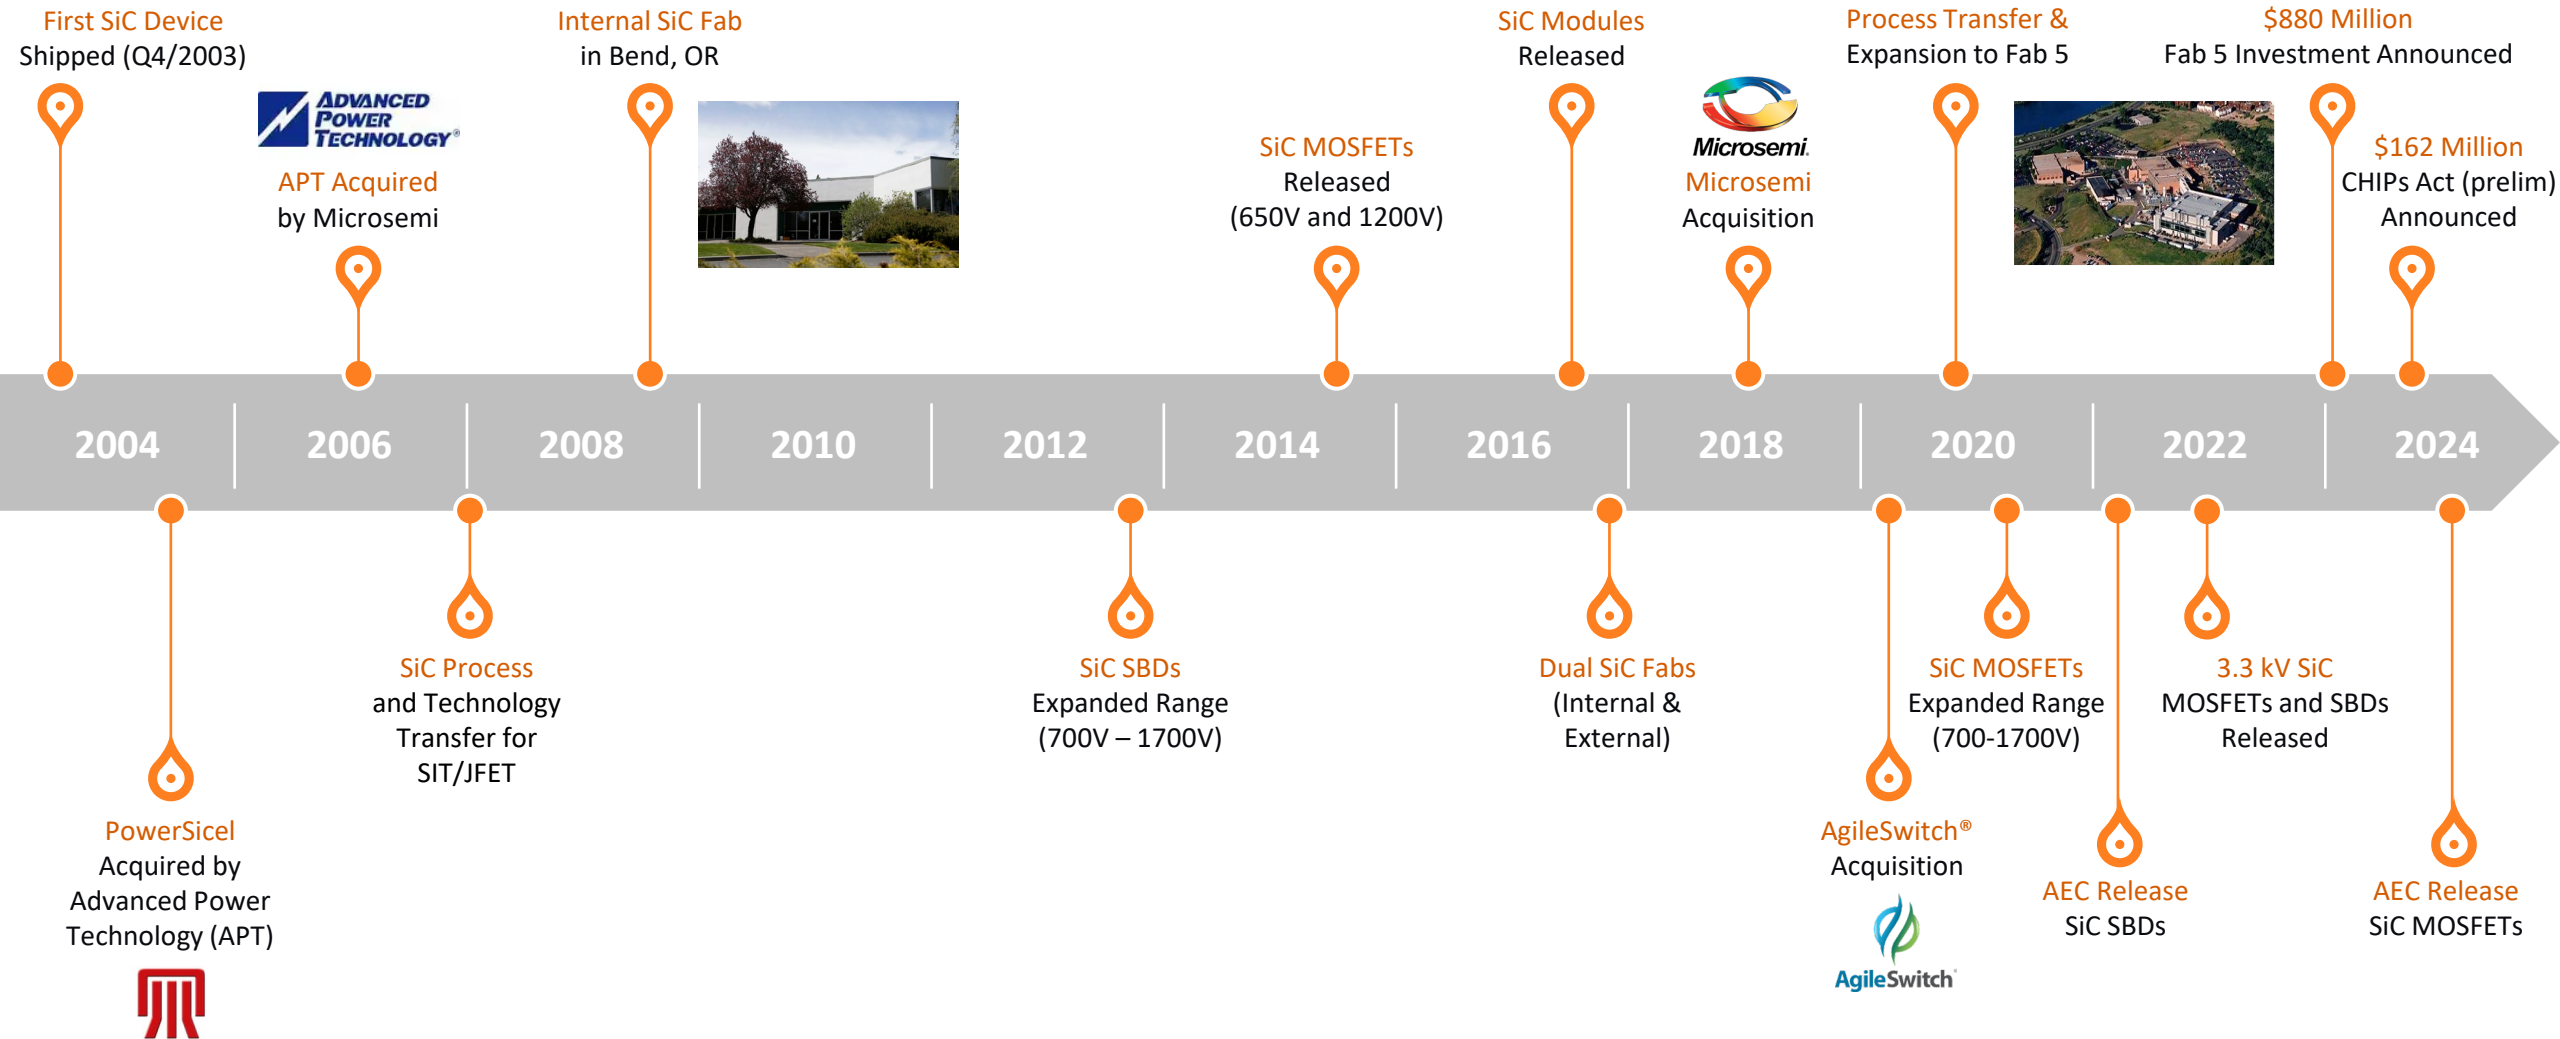 First SiC Device
Shipped (Q4/2003)
ADVANCED
POWER
TECHNOLOGY®
APT Acquired
by Microsemi
Internal SiC Fab
in Bend, OR
SiC MOSFETs
Released
(650V and 1200V)
SiC Modules
Released
Microsemi.
Microsemi
Acquisition
Process Transfer &
Expansion to Fab 5
$880 Million
Fab 5 Investment Announced
$162 Million
CHIPs Act (prelim)
Announced
2004 2006 2008 2010 2012 2014 2016 2018 2020 2022 2024
PowerSicel
Acquired by
Advanced Power
Technology (APT)
SiC Process
and Technology
Transfer for
SIT/JFET
SiC SBDs
Expanded Range
(700V – 1700V)
Dual SiC Fabs
(Internal &
External)
AgileSwitch®
Acquisition
AgileSwitch
SiC MOSFETs
Expanded Range
(700-1700V)
AEC Release
SiC SBDs
3.3 kV SiC
MOSFETs and SBDs
Released
AEC Release
SiC MOSFETs